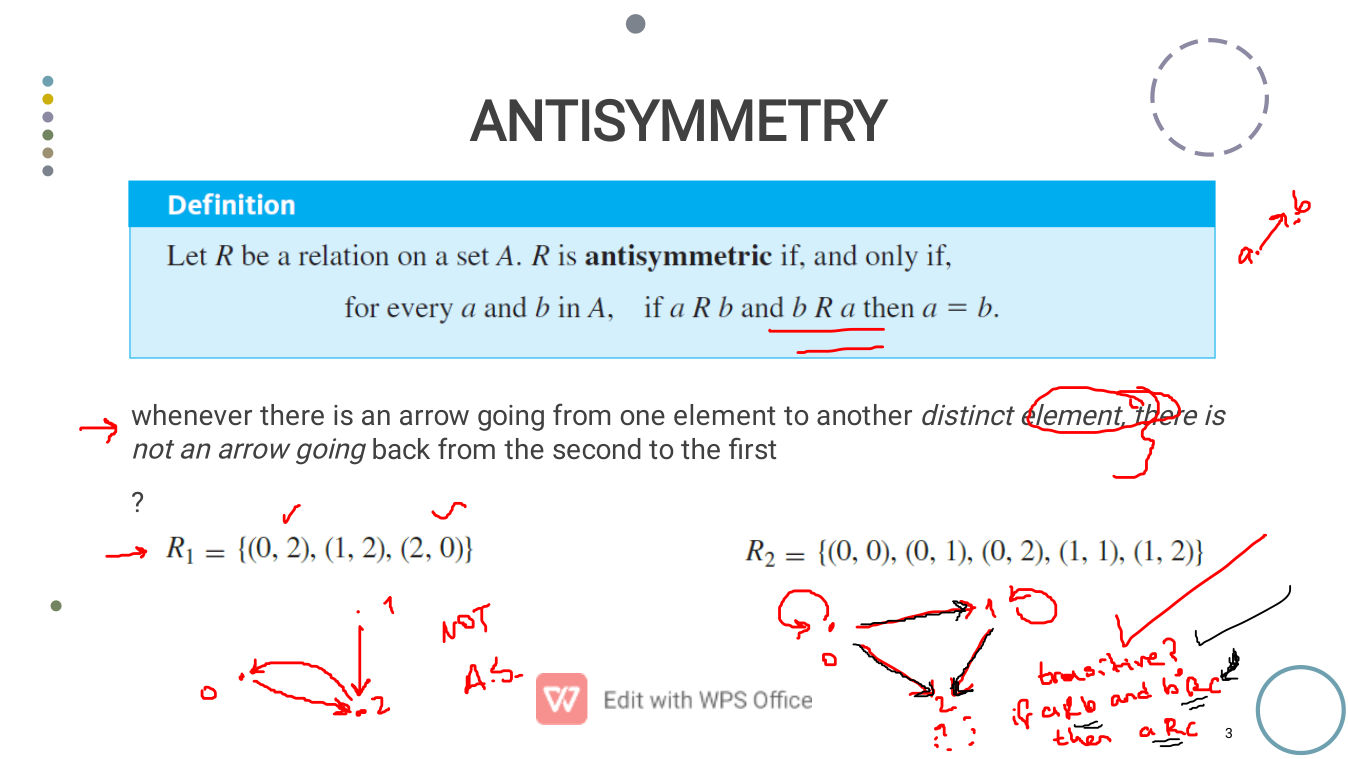 ANTISYMMETRY
Definition
Let R be a relation on a set A. R is antisymmetric if, and only if,
for every a and b in A, if a R b and b R a then a = b.
a b
whenever there is an arrow going from one element to another distinct element, there is
not an arrow going back from the second to the first
?
R₁ = {(0, 2), (1, 2), (2, 0)}
R₂ = {(0, 0), (0, 1), (0, 2), (1, 1), (1, 2)}
1
0
2
NOT
A.S-
0
1
2
transitive?
if aRb and bRC
then aRC
Edit with WPS Office
3